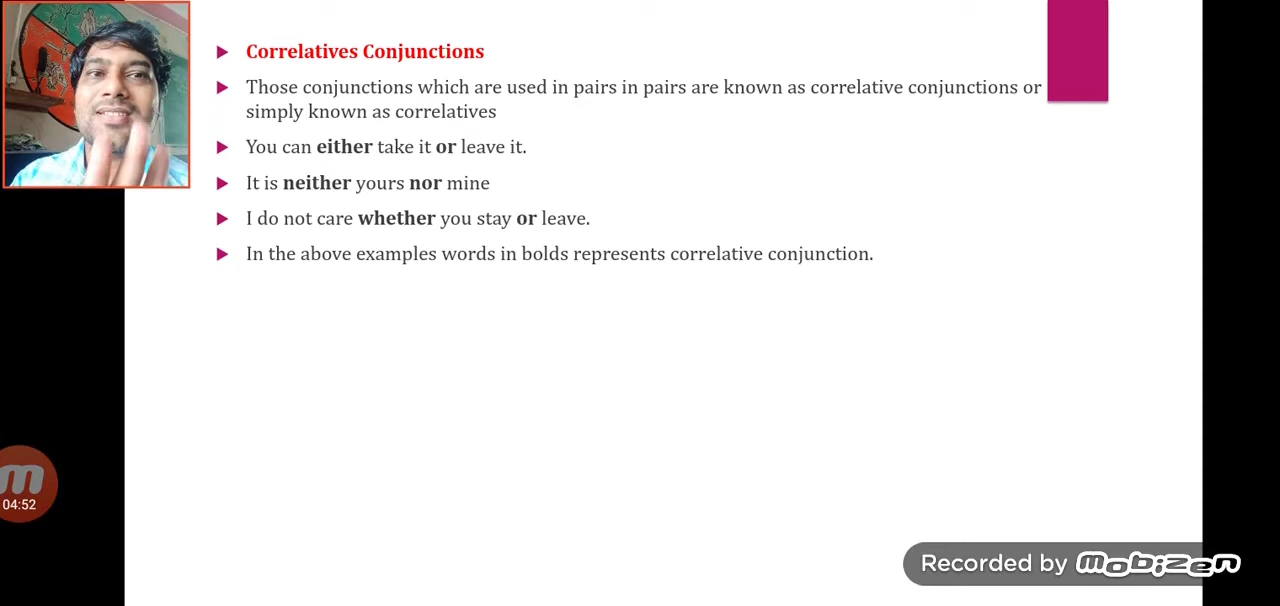 Correlatives Conjunctions
Those conjunctions which are used in pairs in pairs are known as correlative conjunctions or
simply known as correlatives
You can either take it or leave it.
It is neither yours nor mine
I do not care whether you stay or leave.
In the above examples words in bolds represents correlative conjunction.
m
04:52
Recorded by mobizen